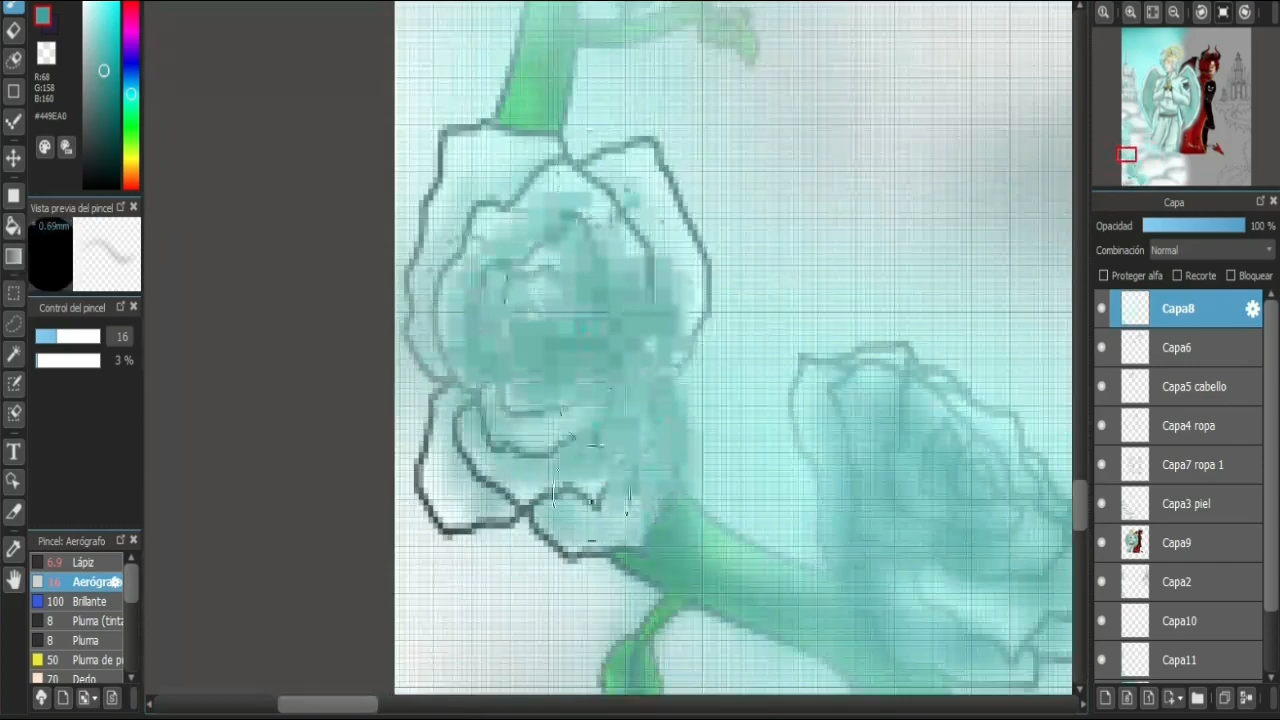 R:68
G:158
B:160
#449EA0
Vista previa del pincel
* 0.69mm
Control del pincel
16
3 %
Pincel: Aerógrafo
6.9 Lápiz
16 Aerógrafo
100 Brillante
8 Pluma (tinta
8 Pluma
50 Pluma de p
70 Dedo
Capa
Opacidad 100 %
Combinación Normal
Proteger alfa Recorte Bloquear
Capa8
Capa6
Capa5 cabello
Capa4 ropa
Capa7 ropa 1
Capa3 piel
Capa9
Capa2
Capa10
Capa11